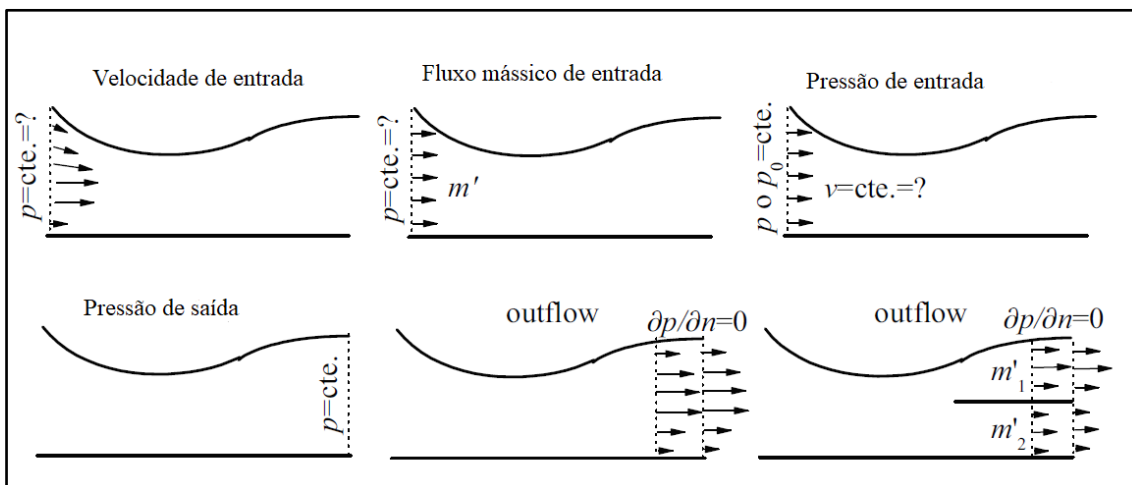 Velocidade de entrada
p=cte.=?
Fluxo mássico de entrada
p=cte.=?
m'
Pressão de entrada
p o p₀=cte.
v=cte.=?
Pressão de saída
p=cte.
outflow
∂p/∂n=0
outflow
∂p/∂n=0
m'₁
m'₂